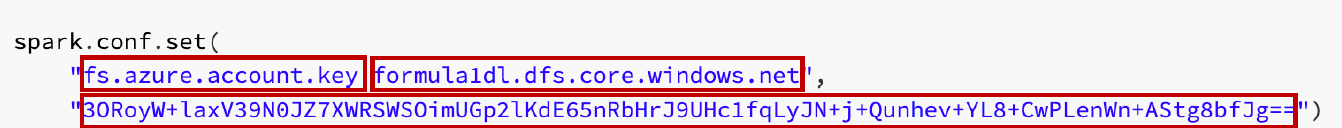 spark.conf.set(
"fs.azure.account.key formula1dl.dfs.core.windows.net",
"3ORoyW+laxV39N0JZ7XWRSWSOimUGp2lKdE65nRbHrJ9UHc1fqLyJN+j+Qunhev+YL8+CwPLenWn+AStg8bfJg==")